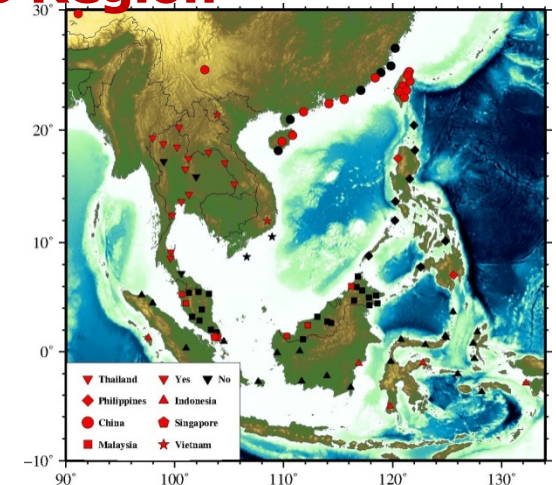 Region
30°
20°
10°
0°
−10°
90° 100° 110° 120° 130°
Thailand Yes No
Philippines Indonesia
China Singapore
Malaysia Vietnam